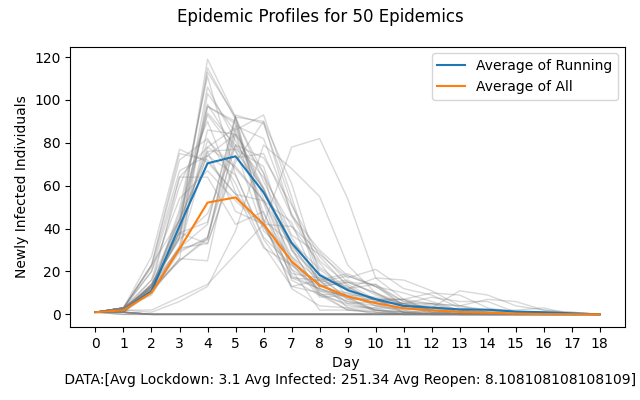 Epidemic Profiles for 50 Epidemics
120
100
80
60
40
20
0
Newly Infected Individuals
Average of Running
Average of All
0 1 2 3 4 5 6 7 8 9 10 11 12 13 14 15 16 17 18
Day
DATA:[Avg Lockdown: 3.1 Avg Infected: 251.34 Avg Reopen: 8.108108108108109]